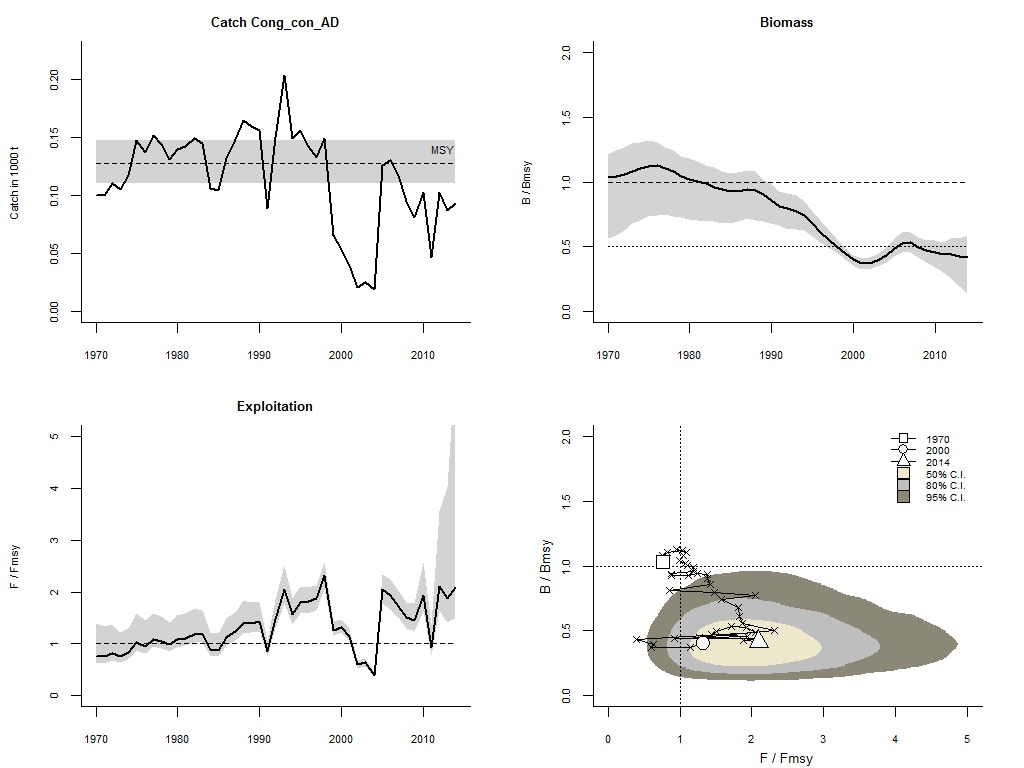 Catch Cong_con_AD
Catch in 1000 t
0.20
0.15
0.10
0.05
0.00
MSY
1970 1980 1990 2000 2010
Biomass
B / Bmsy
2.0
1.5
1.0
0.5
0.0
1970 1980 1990 2000 2010
Exploitation
F / Fmsy
5
4
3
2
1
0
1970 1980 1990 2000 2010
B / Bmsy
2.0
1.5
1.0
0.5
0.0
1970
2000
2014
50% C.I.
80% C.I.
95% C.I.
0 1 2 3 4 5
F / Fmsy